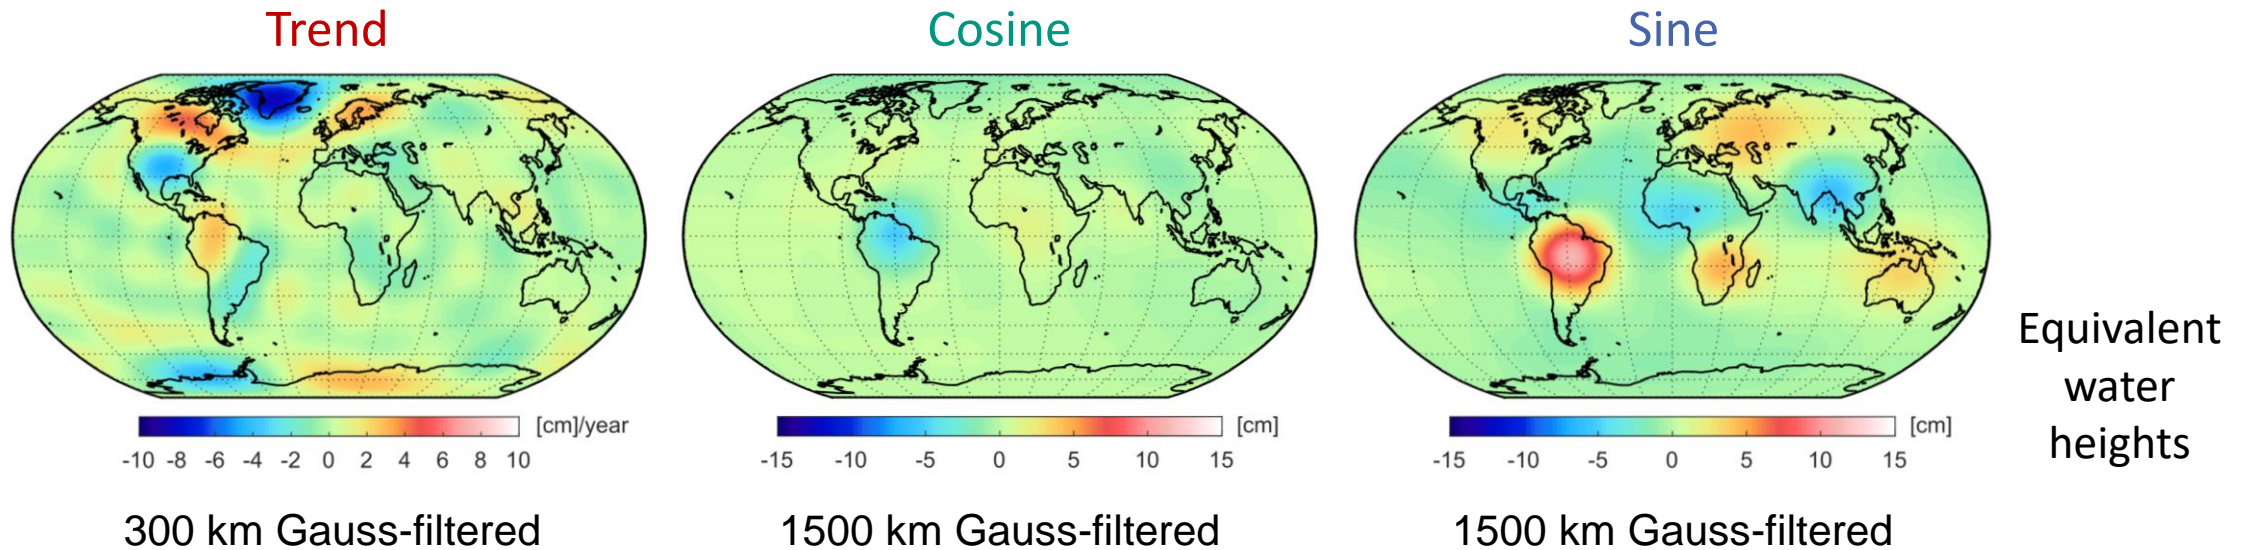 Trend
Cosine
Sine
Equivalent
water
heights
[cm]/year
[cm]
[cm]
-10 -8 -6 -4 -2 0 2 4 6 8 10
-15 -10 -5 0 5 10 15
-15 -10 -5 0 5 10 15
300 km Gauss-filtered
1500 km Gauss-filtered
1500 km Gauss-filtered